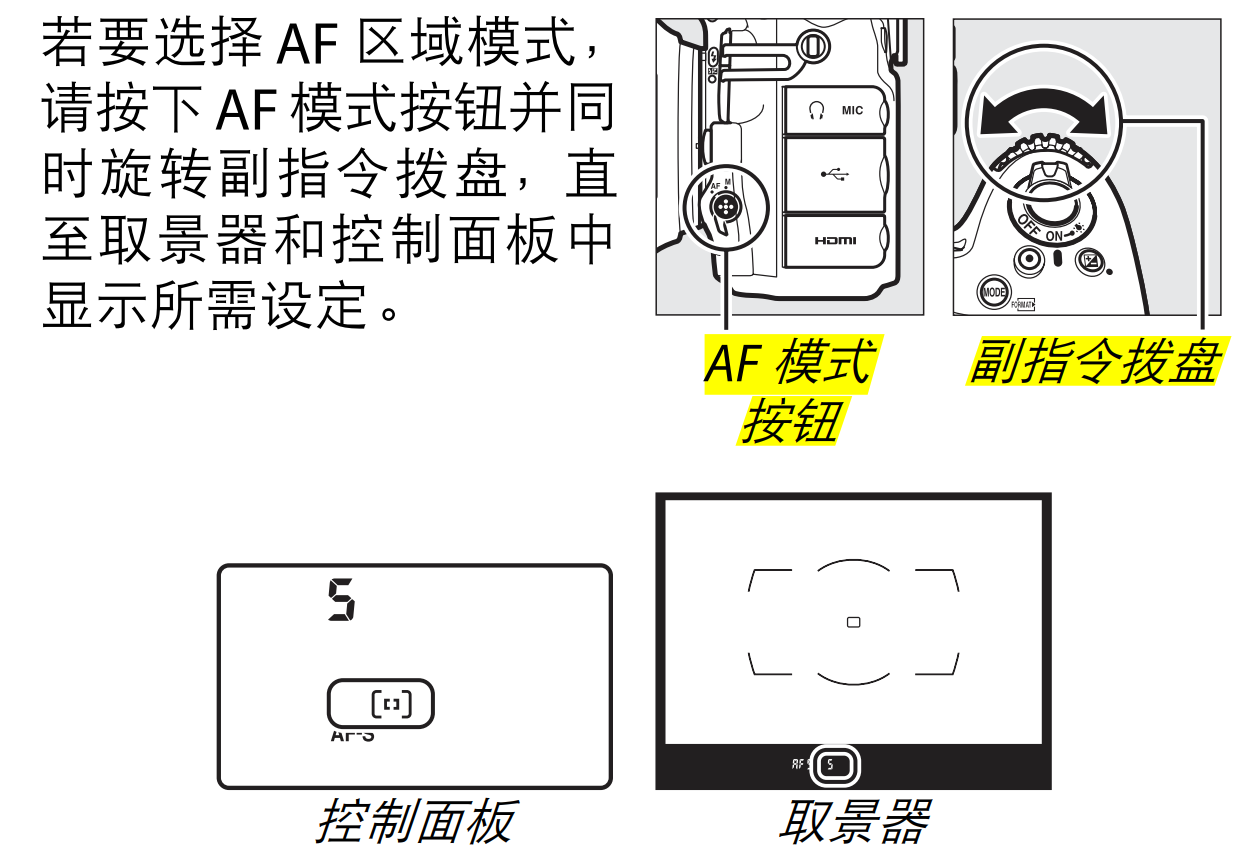 若要选择 AF 区域模式，
请按下 AF 模式按钮并同
时旋转副指令拨盘，直
至取景器和控制面板中
显示所需设定。
MIC
AF M
HDMI
OFF ON
MODE
FORMAT
AF 模式
按钮
副指令拨盘
S
AF-S
AF S S
控制面板
取景器